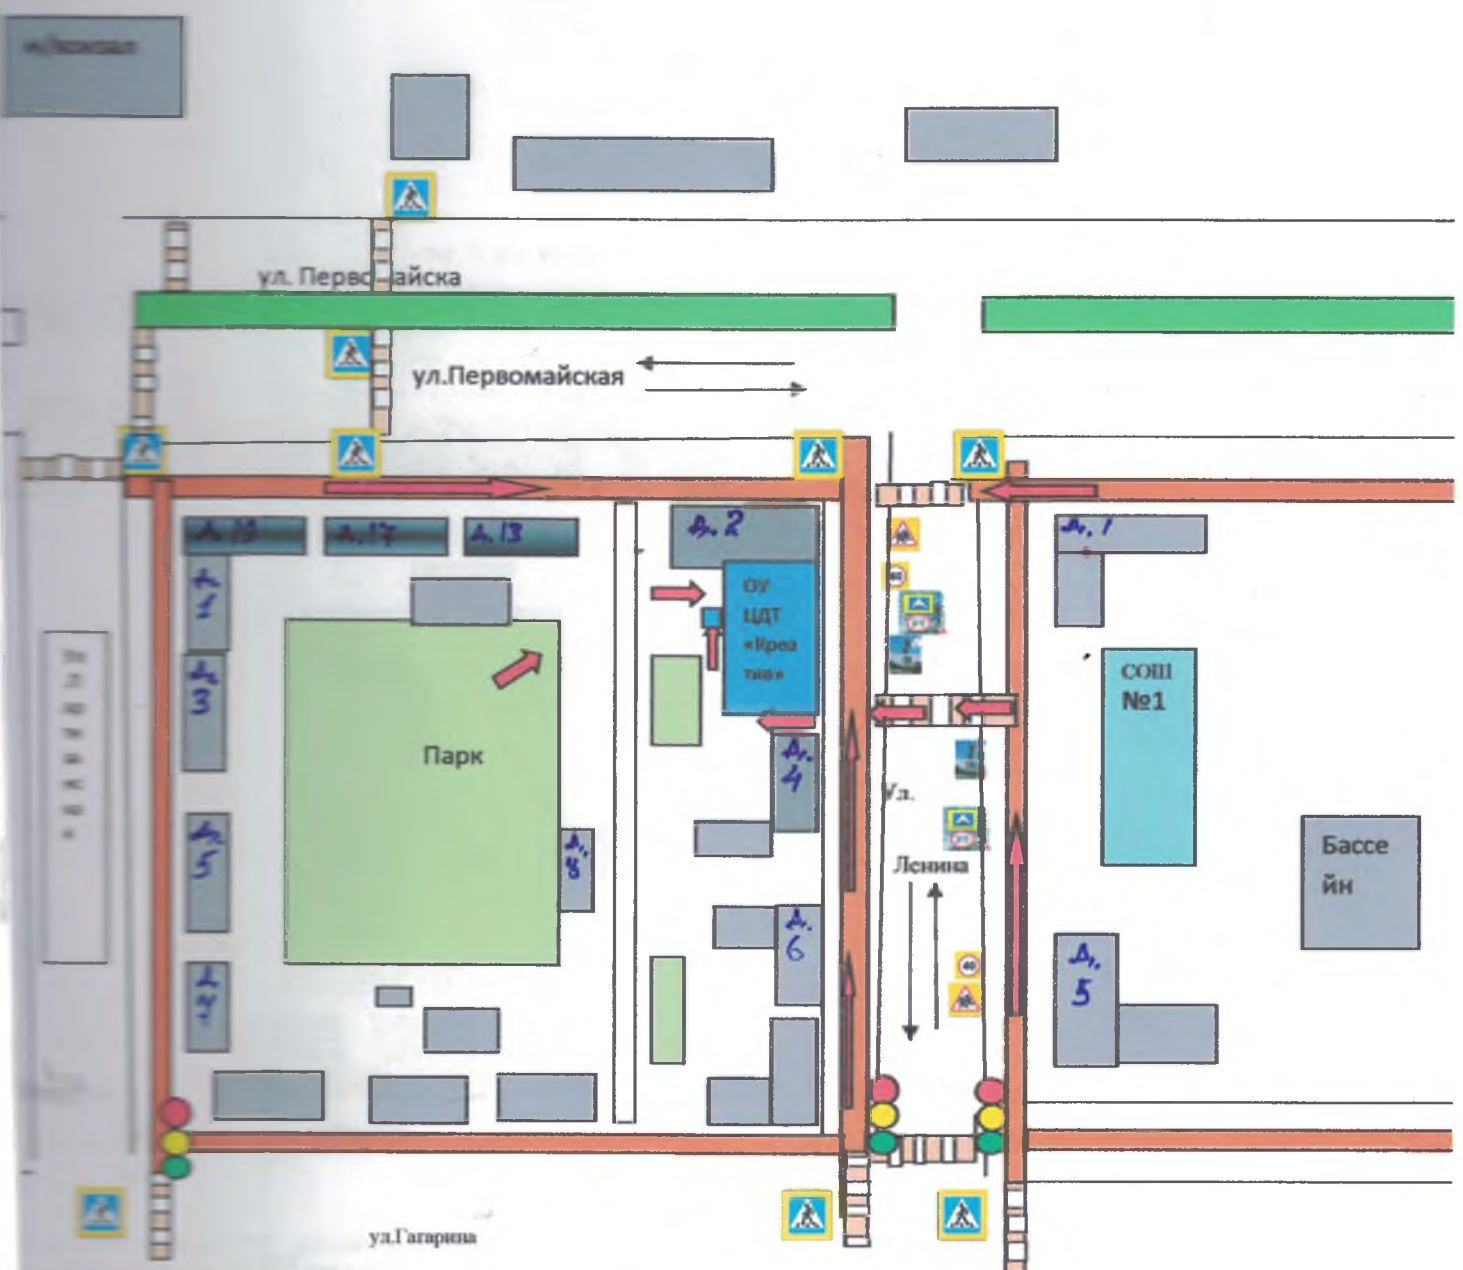 ул. Перво айска
ул.Первомайская
д. 19
д. 17
д. 13
д. 2
д. 1
ОУ
ЦДТ
«Креа
тив»
д. 1
д. 3
СОШ
№1
Парк
д. 4
Ул.
Ленина
д. 5
д. 8
Бассе
йн
д. 6
40
д. 5
ул.Гагарина